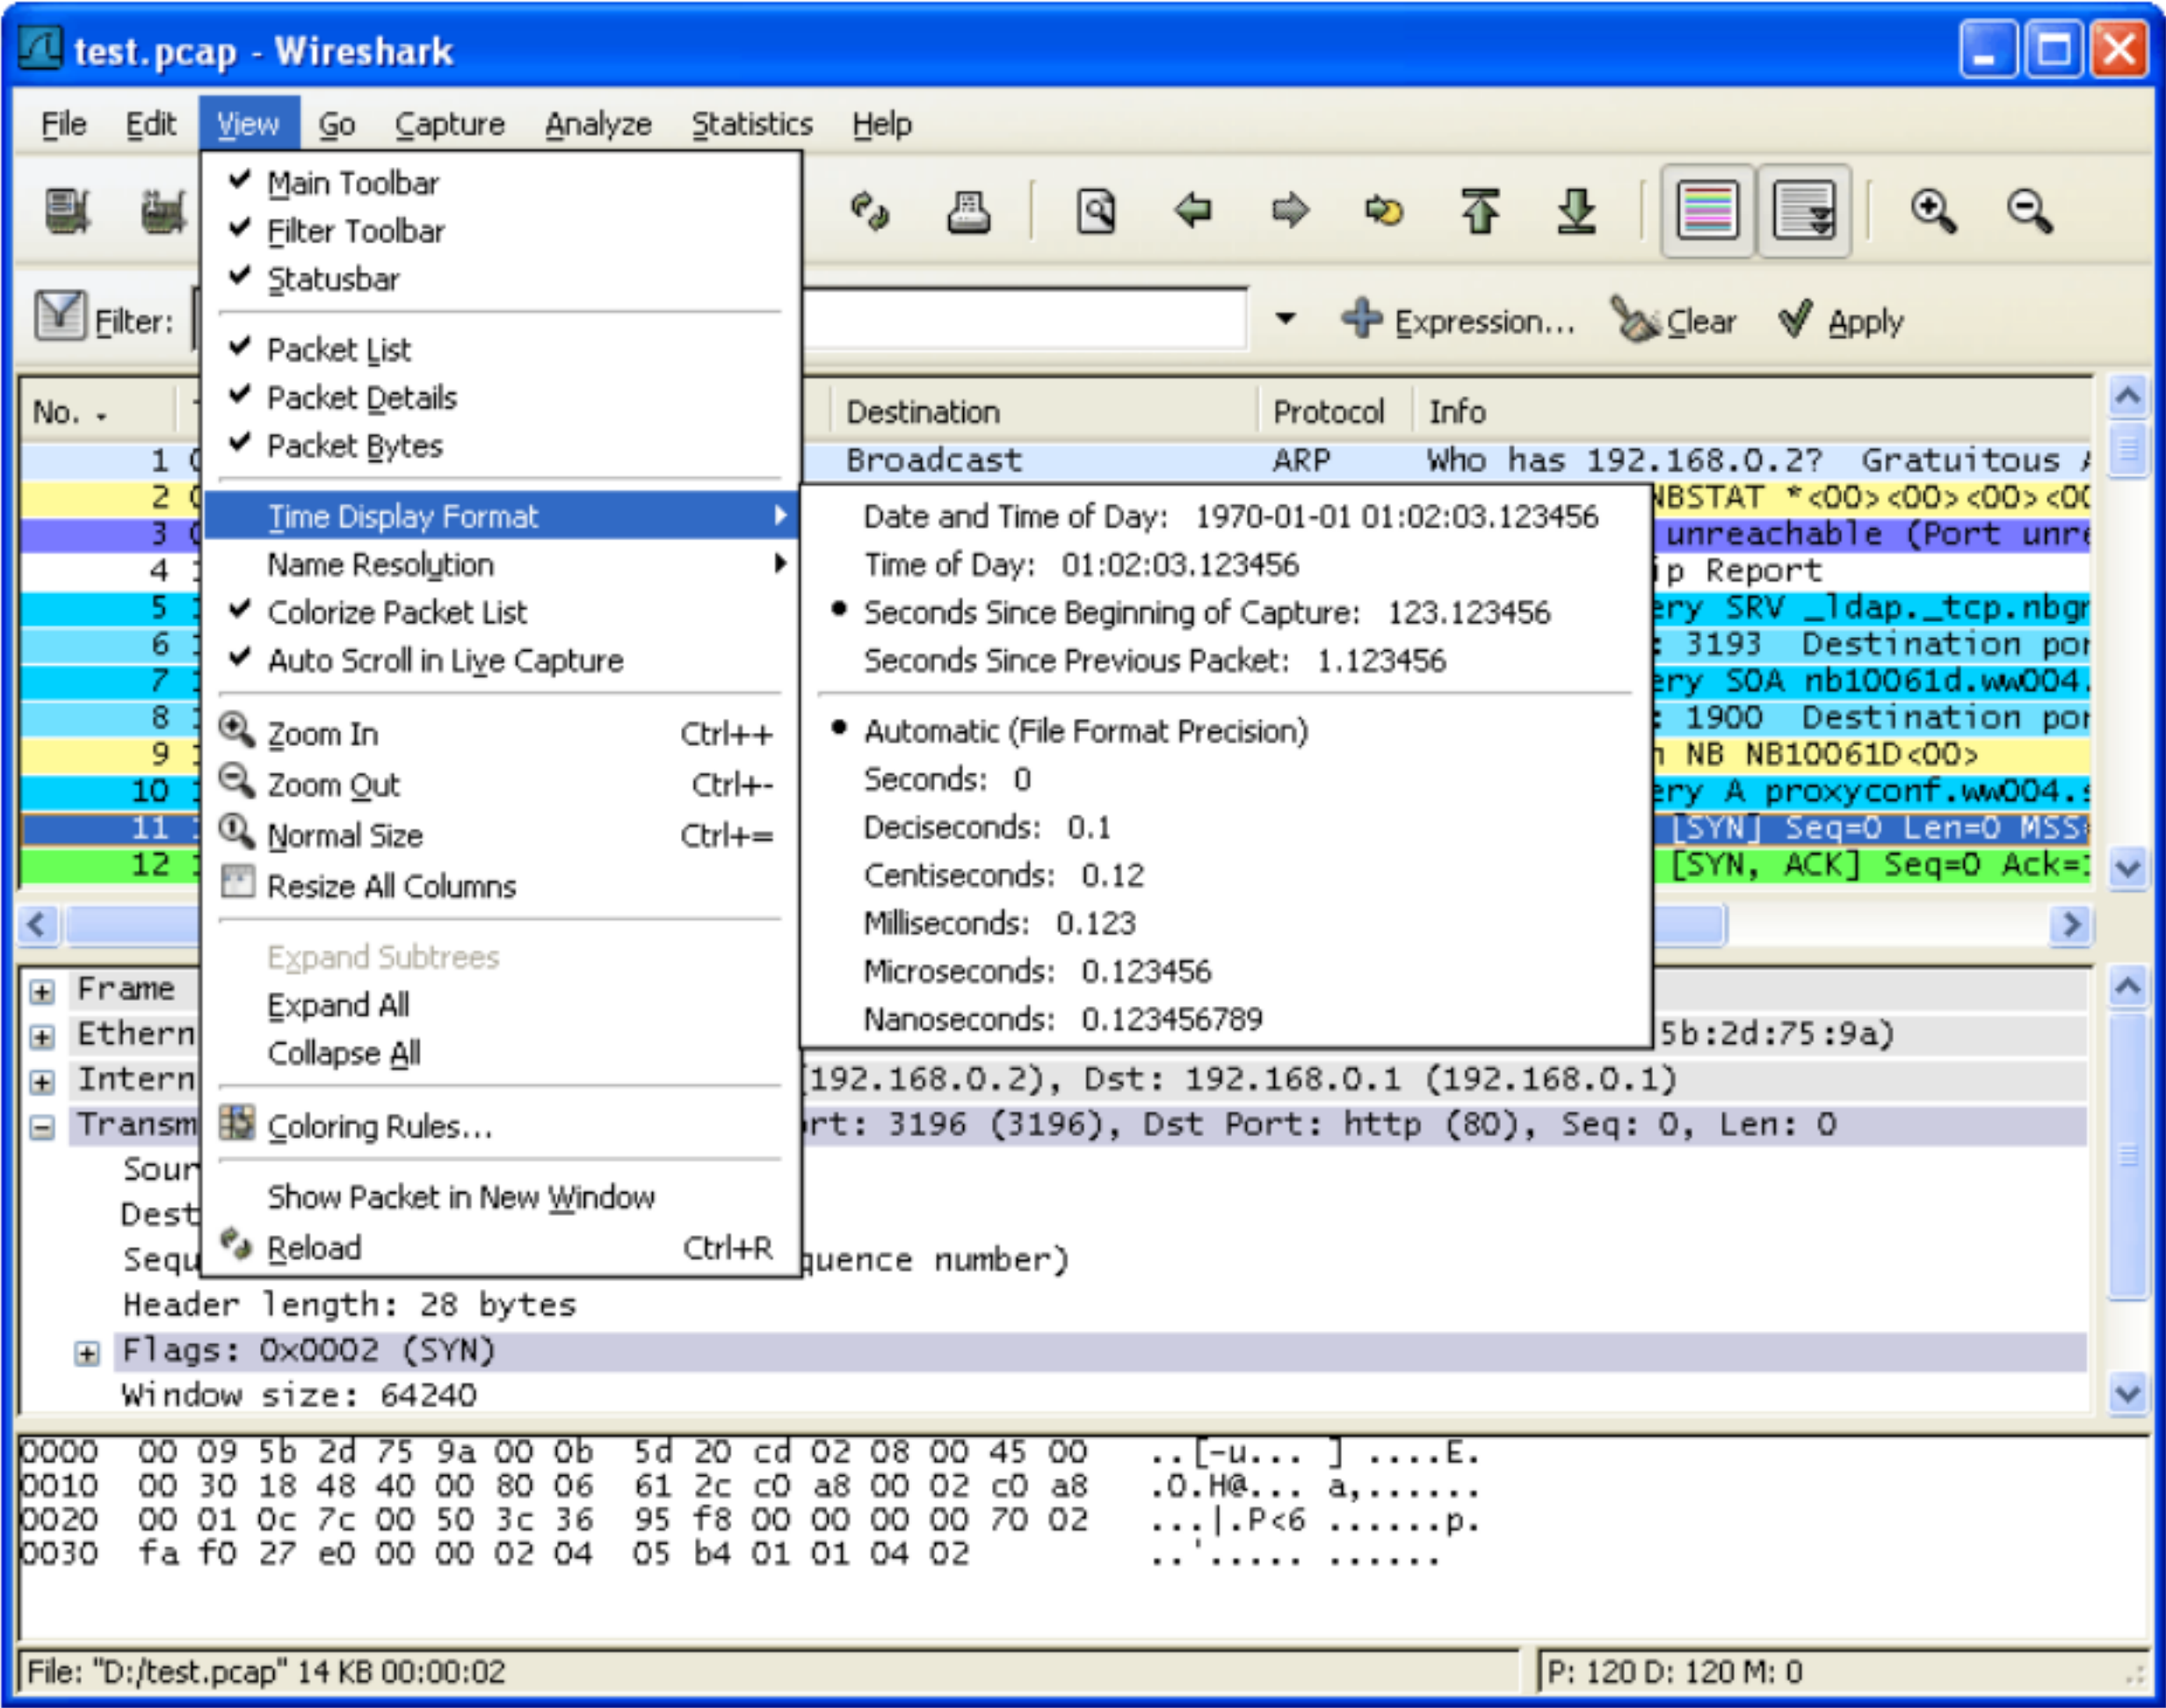 test.pcap - Wireshark
File Edit View Go Capture Analyze Statistics Help
Main Toolbar
Filter Toolbar
Statusbar
Packet List
Packet Details
Packet Bytes
Time Display Format
Name Resolution
Colorize Packet List
Auto Scroll in Live Capture
Zoom In Ctrl++
Zoom Out Ctrl+-
Normal Size Ctrl+=
Resize All Columns
Expand Subtrees
Expand All
Collapse All
Coloring Rules...
Show Packet in New Window
Reload Ctrl+R
Date and Time of Day: 1970-01-01 01:02:03.123456
Time of Day: 01:02:03.123456
Seconds Since Beginning of Capture: 123.123456
Seconds Since Previous Packet: 1.123456
Automatic (File Format Precision)
Seconds: 0
Deciseconds: 0.1
Centiseconds: 0.12
Milliseconds: 0.123
Microseconds: 0.123456
Nanoseconds: 0.123456789
Filter: Expression... Clear Apply
No. Destination Protocol Info
1 Broadcast ARP Who has 192.168.0.2? Gratuitous
2 NBSTAT *<00><00><00><00
3 unreachable (Port unre
4 ip Report
5 ery SRV _ldap._tcp.nbgr
6 : 3193 Destination por
7 ery SOA nb10061d.ww004.
8 : 1900 Destination por
9 NB NB10061D<00>
10 ery A proxyconf.ww004.s
11 [SYN] Seq=0 Len=0 MSS=
12 [SYN, ACK] Seq=0 Ack=1
Frame
Ethern 5b:2d:75:9a)
Intern (192.168.0.2), Dst: 192.168.0.1 (192.168.0.1)
Transm rt: 3196 (3196), Dst Port: http (80), Seq: 0, Len: 0
Sour
Dest
Sequ quence number)
Header length: 28 bytes
Flags: 0x0002 (SYN)
Window size: 64240
0000 00 09 5b 2d 75 9a 00 0b 5d 20 cd 02 08 00 45 00 ..[-u... ] ....E.
0010 00 30 18 48 40 00 80 06 61 2c c0 a8 00 02 c0 a8 .0.H@... a,......
0020 00 01 0c 7c 00 50 3c 36 95 f8 00 00 00 00 70 02 ...|.P<6 ......p.
0030 fa f0 27 e0 00 00 02 04 05 b4 01 01 04 02 ..'..... ......
File: "D:/test.pcap" 14 KB 00:00:02 P: 120 D: 120 M: 0